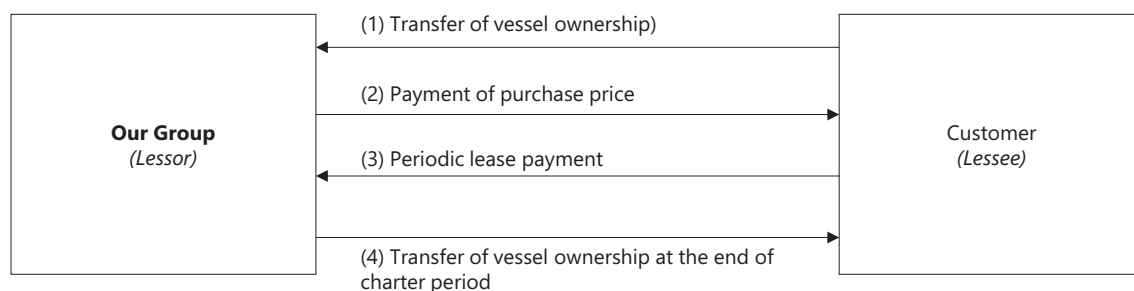 (1) Transfer of vessel ownership)
(2) Payment of purchase price
Our Group
(Lessor)
Customer
(Lessee)
(3) Periodic lease payment
(4) Transfer of vessel ownership at the end of
charter period